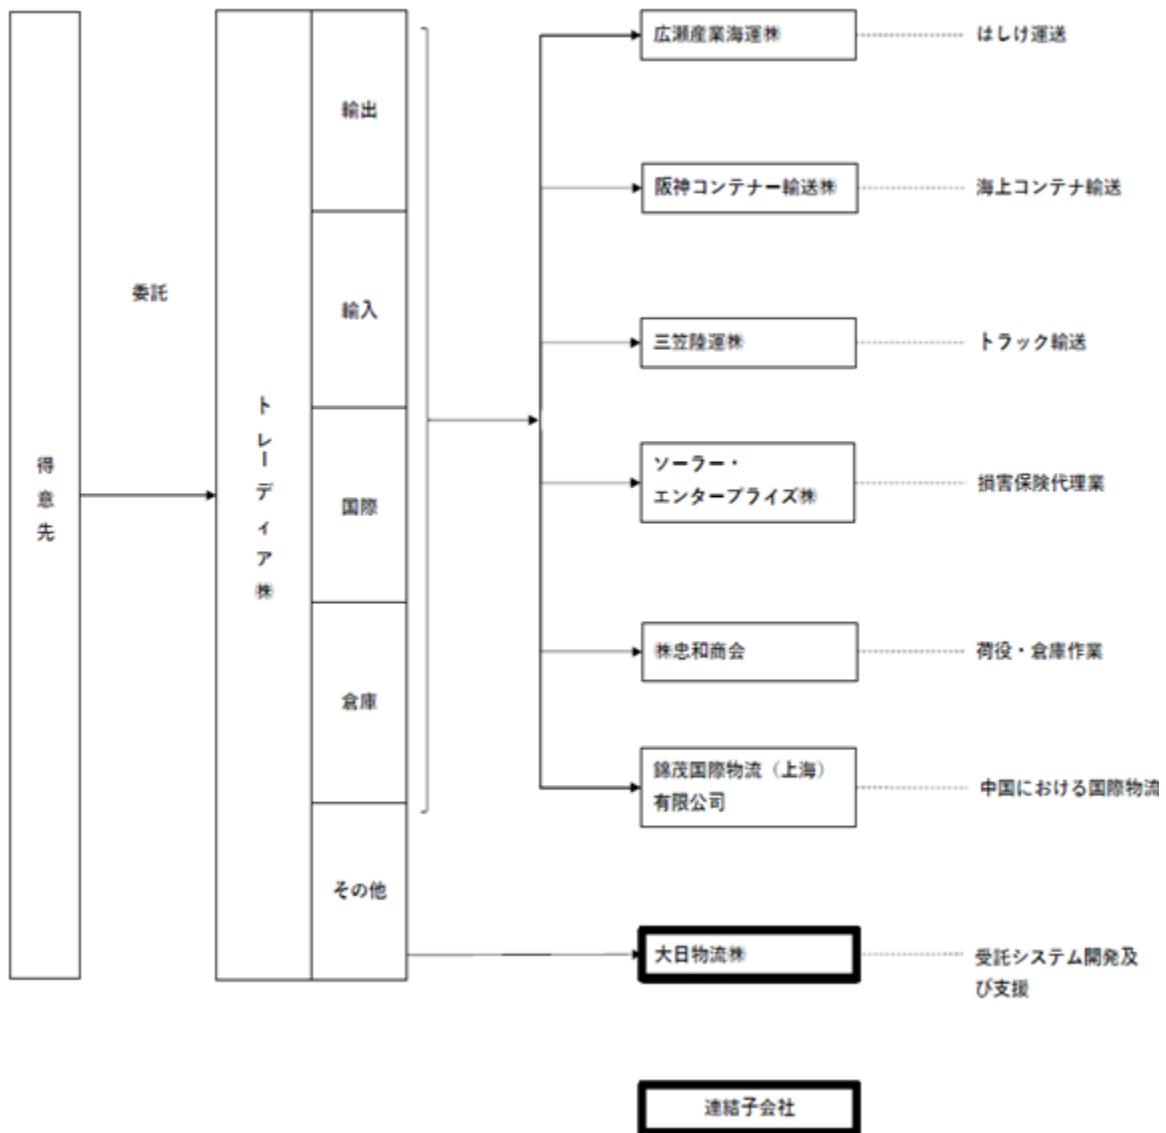 得意先
委託
トレーディア㈱
輸出
輸入
国際
倉庫
その他
広瀬産業海運㈱
はしけ運送
阪神コンテナー輸送㈱
海上コンテナ輸送
三笠陸運㈱
トラック輸送
ソーラー・
エンタープライズ㈱
損害保険代理業
㈱忠和商会
荷役・倉庫作業
錦茂国際物流（上海）
有限公司
中国における国際物流
大日物流㈱
受託システム開発及
び支援
連結子会社